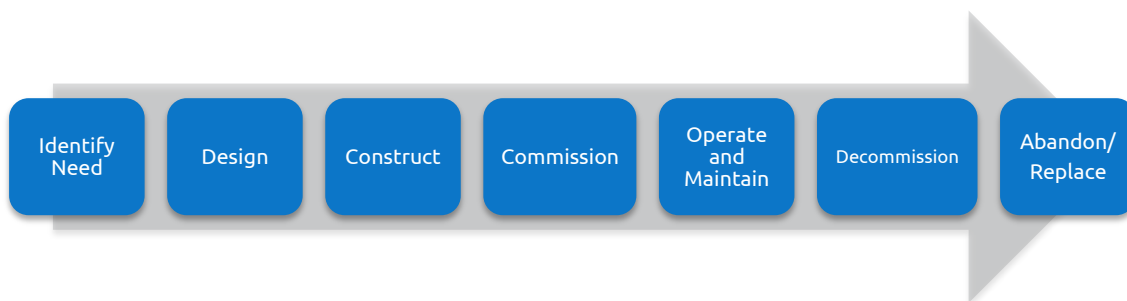 Identify
Need
Design
Construct
Commission
Operate
and
Maintain
Decommission
Abandon/
Replace